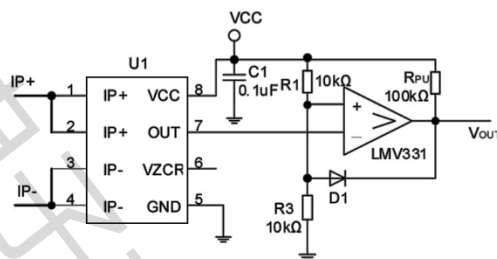 VCC
U1
IP+
1 IP+ VCC 8
C1
0.1uF
R1
10kΩ
RPU
100kΩ
2 IP+ OUT 7
+
−
LMV331
VOUT
3 IP- VZCR 6
IP-
4 IP- GND 5
D1
R3
10kΩ